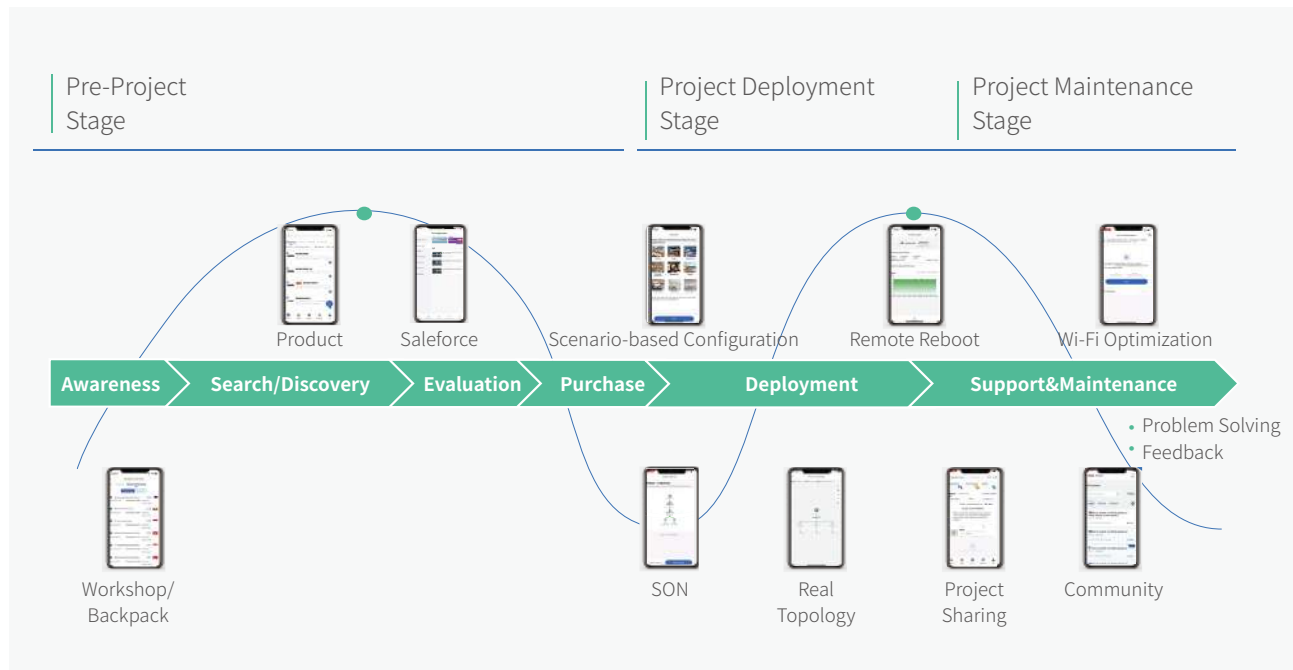 Pre-Project
Stage
Project Deployment
Stage
Project Maintenance
Stage
Product
Saleforce
Scenario-based Configuration
Remote Reboot
Wi-Fi Optimization
Awareness
Search/Discovery
Evaluation
Purchase
Deployment
Support&Maintenance
• Problem Solving
• Feedback
Workshop/
Backpack
SON
Real
Topology
Project
Sharing
Community